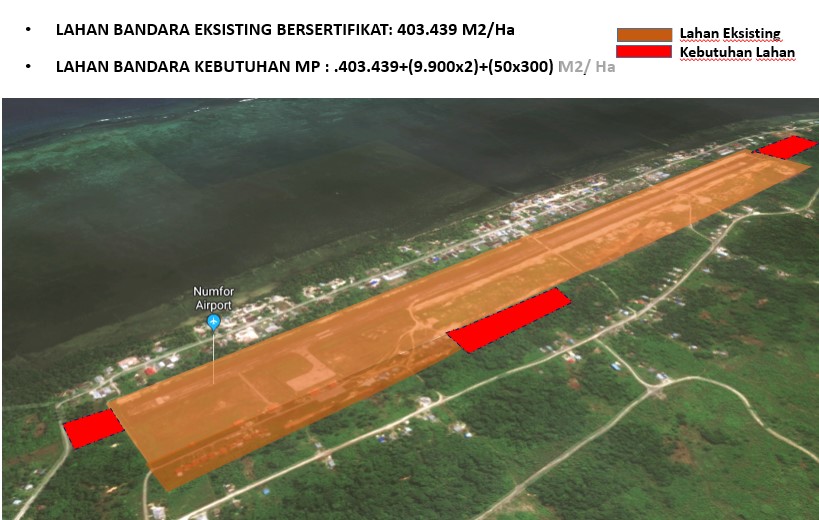 • LAHAN BANDARA EKSISTING BERSERTIFIKAT: 403.439 M2/Ha
• LAHAN BANDARA KEBUTUHAN MP : .403.439+(9.900x2)+(50x300) M2/ Ha
Lahan Eksisting
Kebutuhan Lahan
Numfor
Airport